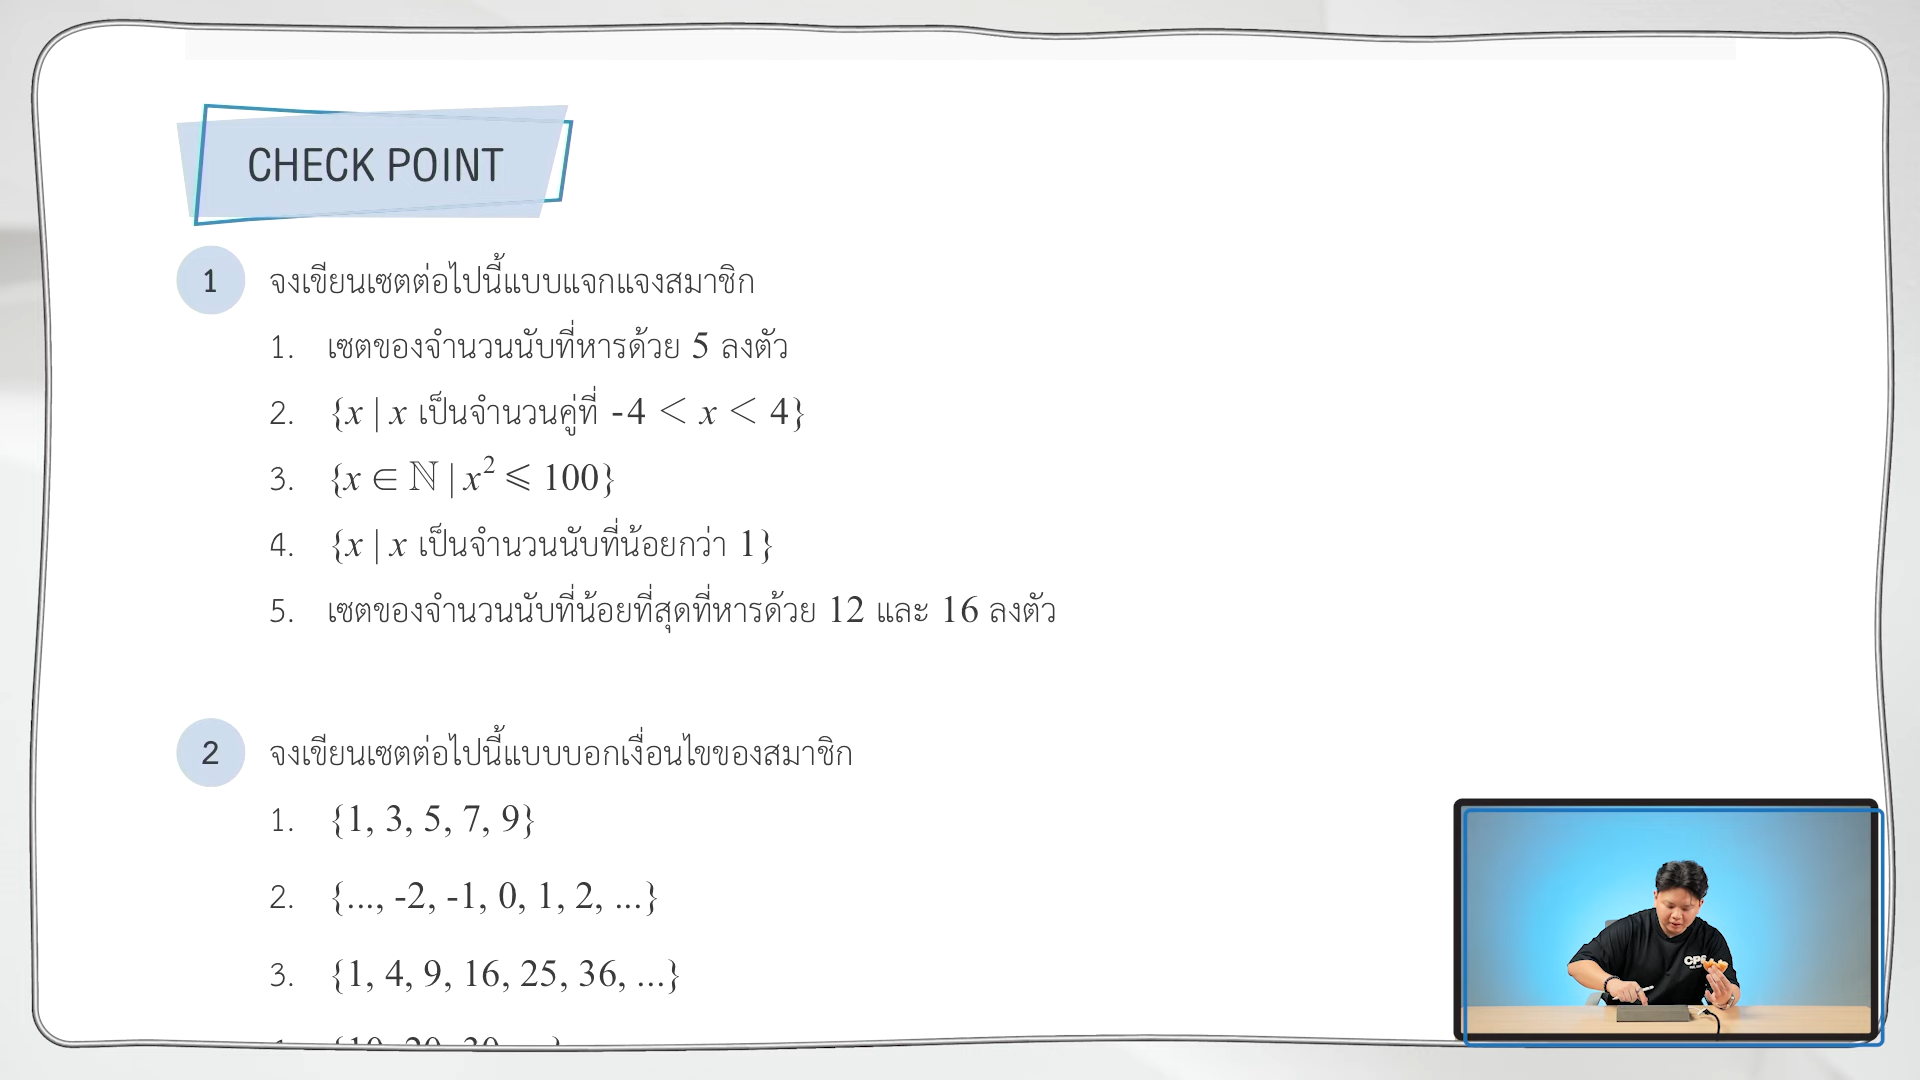 CHECK POINT
1 จงเขียนเซตต่อไปนี้แบบแจกแจงสมาชิก
1. เซตของจำนวนนับที่หารด้วย 5 ลงตัว
2. {x | x เป็นจำนวนคู่ที่ -4 < x < 4}
3. {x ∈ ℕ | x² ⩽ 100}
4. {x | x เป็นจำนวนนับที่น้อยกว่า 1}
5. เซตของจำนวนนับที่น้อยที่สุดที่หารด้วย 12 และ 16 ลงตัว
2 จงเขียนเซตต่อไปนี้แบบบอกเงื่อนไขของสมาชิก
1. {1, 3, 5, 7, 9}
2. {..., -2, -1, 0, 1, 2, ...}
3. {1, 4, 9, 16, 25, 36, ...}